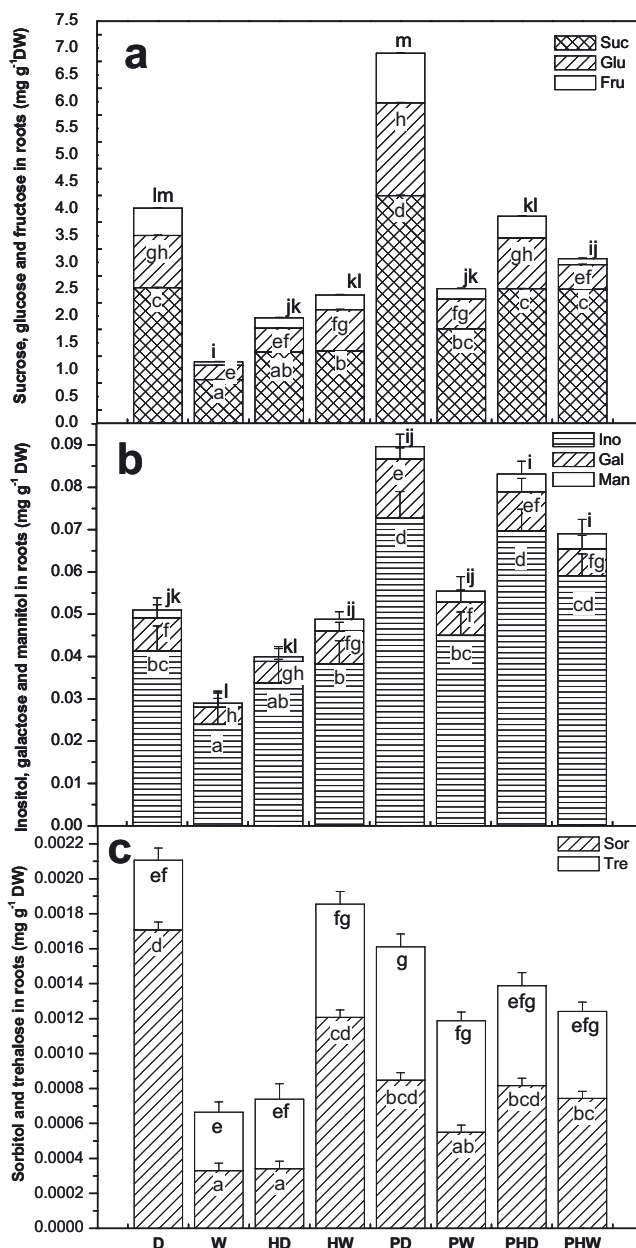 Sucrose, glucose and fructose in roots (mg g⁻¹DW)
7.5
7.0
6.5
6.0
5.5
5.0
4.5
4.0
3.5
3.0
2.5
2.0
1.5
1.0
0.5
0.0
a
Suc
Glu
Fru
lm
gh
c
i
e
a
jk
ef
ab
kl
fg
b
m
h
d
jk
fg
bc
kl
gh
c
ij
ef
c
Inositol, galactose and mannitol in roots (mg g⁻¹ DW)
0.09
0.08
0.07
0.06
0.05
0.04
0.03
0.02
0.01
0.00
b
Ino
Gal
Man
jk
f
bc
l
h
a
kl
gh
ab
ij
fg
b
ij
e
d
ij
f
bc
i
ef
d
i
fg
cd
Sorbitol and trehalose in roots (mg g⁻¹ DW)
0.0022
0.0020
0.0018
0.0016
0.0014
0.0012
0.0010
0.0008
0.0006
0.0004
0.0002
0.0000
c
Sor
Tre
ef
d
e
a
ef
a
fg
cd
g
bcd
fg
ab
efg
bcd
efg
bc
D W HD HW PD PW PHD PHW